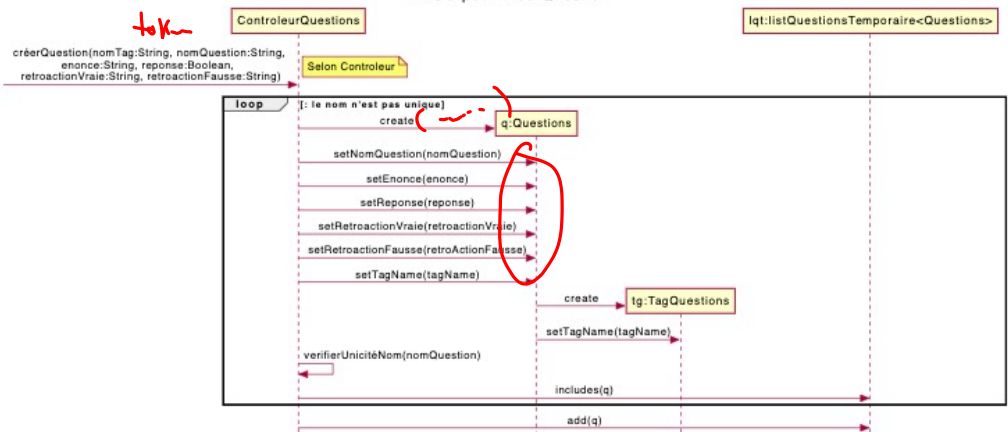 ControleurQuestions
lqt:listQuestionsTemporaire<Questions>
token
créerQuestion(nomTag:String, nomQuestion:String,
enonce:String, reponse:Boolean,
retroactionVraie:String, retroactionFausse:String)
Selon Controleur
loop
[: le nom n'est pas unique]
create
q:Questions
setNomQuestion(nomQuestion)
setEnonce(enonce)
setReponse(reponse)
setRetroactionVraie(retroactionVraie)
setRetroactionFausse(retroActionFausse)
setTagName(tagName)
create
tg:TagQuestions
setTagName(tagName)
verifierUnicitéNom(nomQuestion)
includes(q)
add(q)